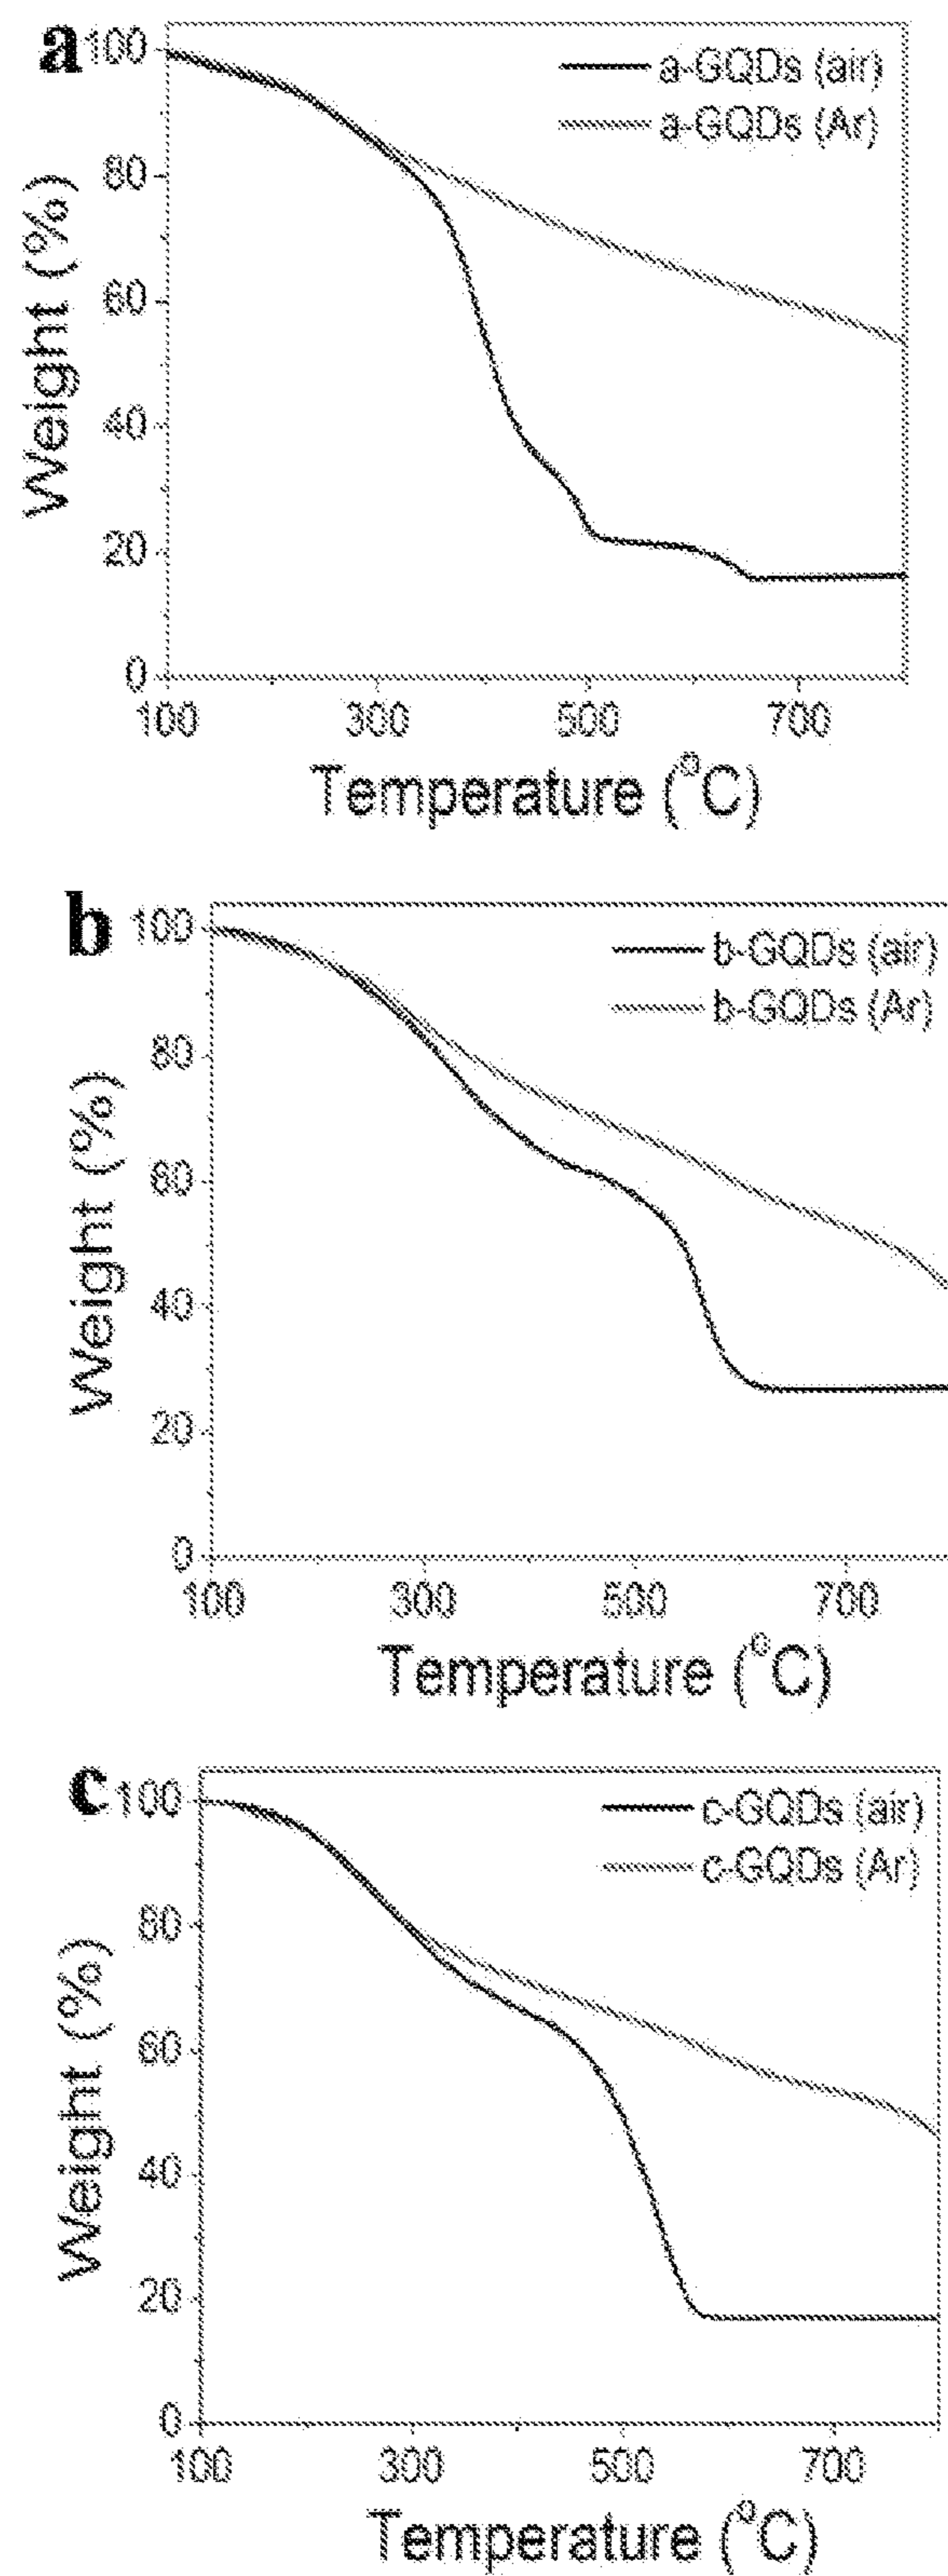 a
100
80
60
40
20
0
Weight (%)
a-GQDs (air)
a-GQDs (Ar)
100 300 500 700
Temperature (°C)
b
100
80
60
40
20
0
Weight (%)
b-GQDs (air)
b-GQDs (Ar)
100 300 500 700
Temperature (°C)
c
100
80
60
40
20
0
Weight (%)
c-GQDs (air)
c-GQDs (Ar)
100 300 500 700
Temperature (°C)